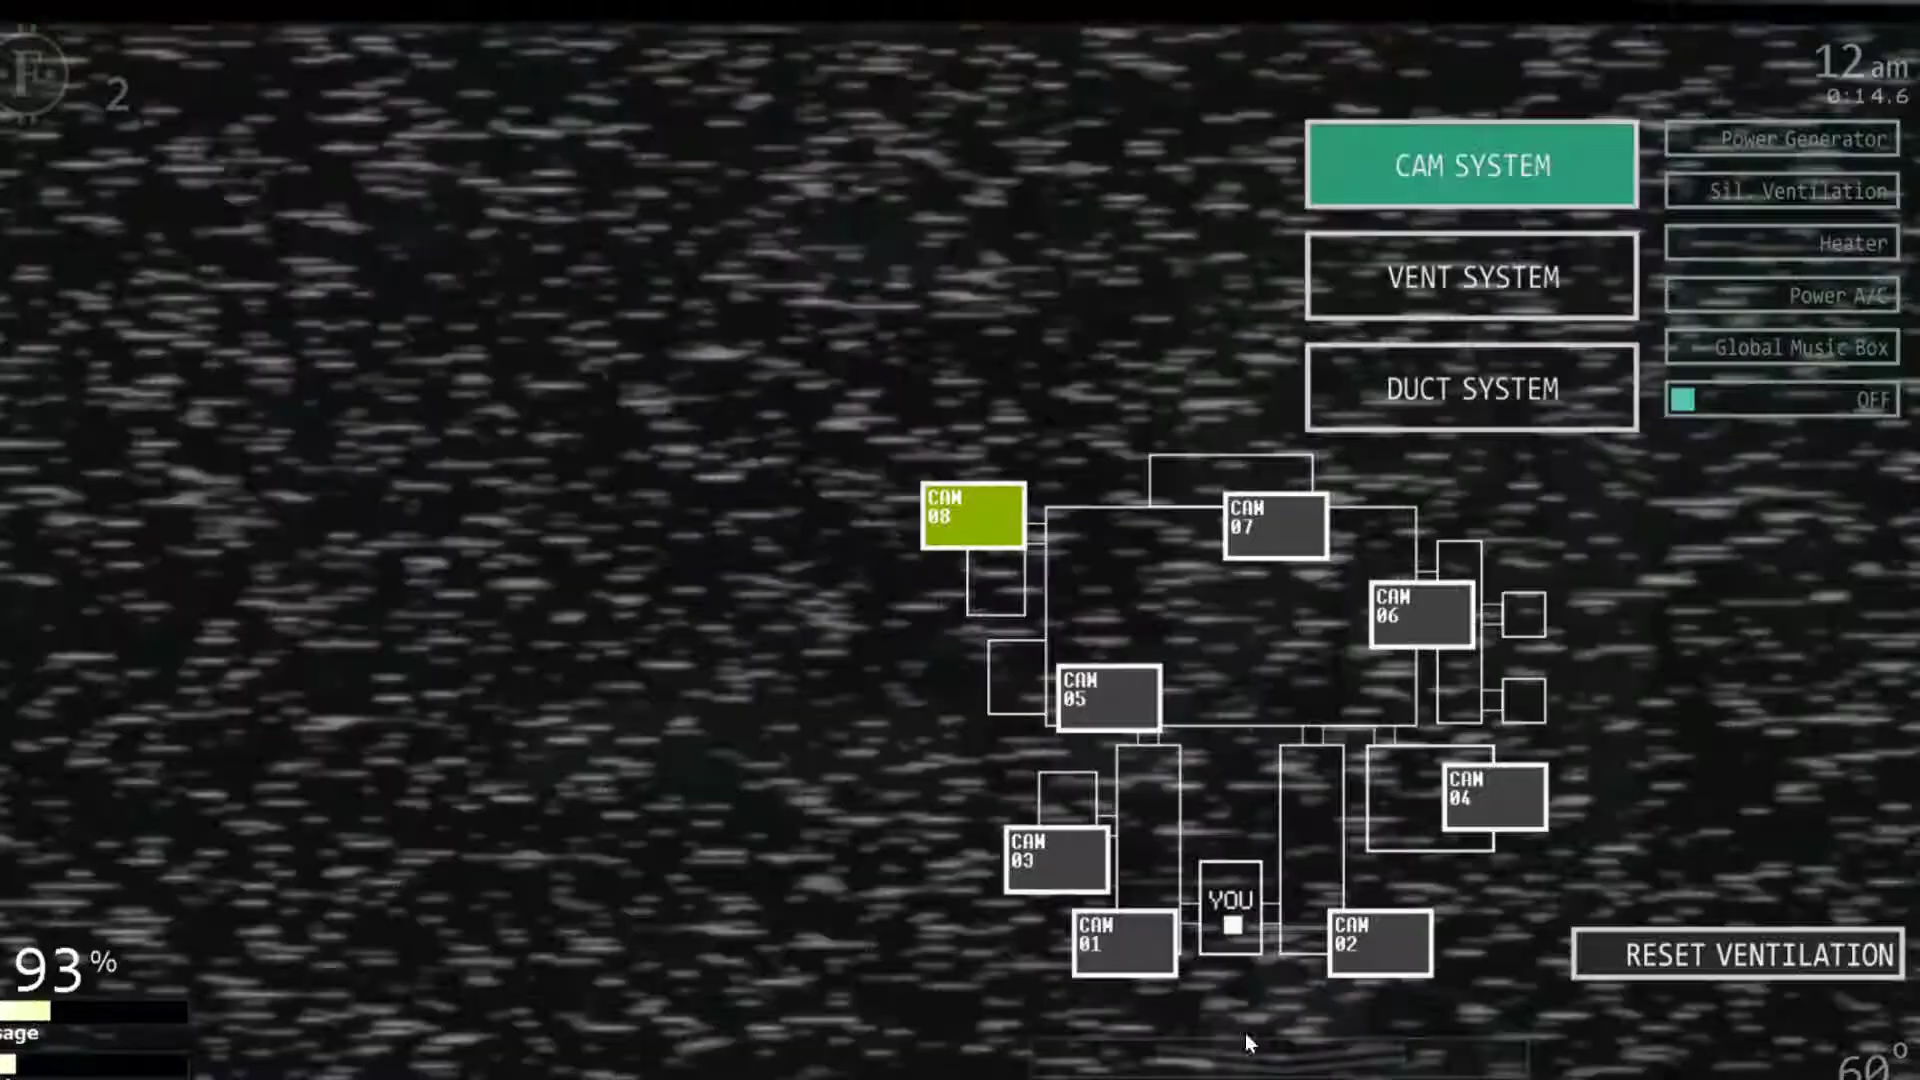 F
2
12 am
0:14.6
CAM SYSTEM
Power Generator
Sil. Ventilation
VENT SYSTEM
Heater
Power A/C
Global Music Box
DUCT SYSTEM
OFF
CAM
08
CAM
07
CAM
06
CAM
05
CAM
04
CAM
03
YOU
CAM
01
CAM
02
93%
RESET VENTILATION
sage
60°